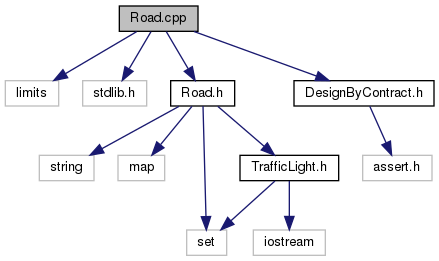 Road.cpp
limits
stdlib.h
Road.h
DesignByContract.h
string
map
TrafficLight.h
assert.h
set
iostream